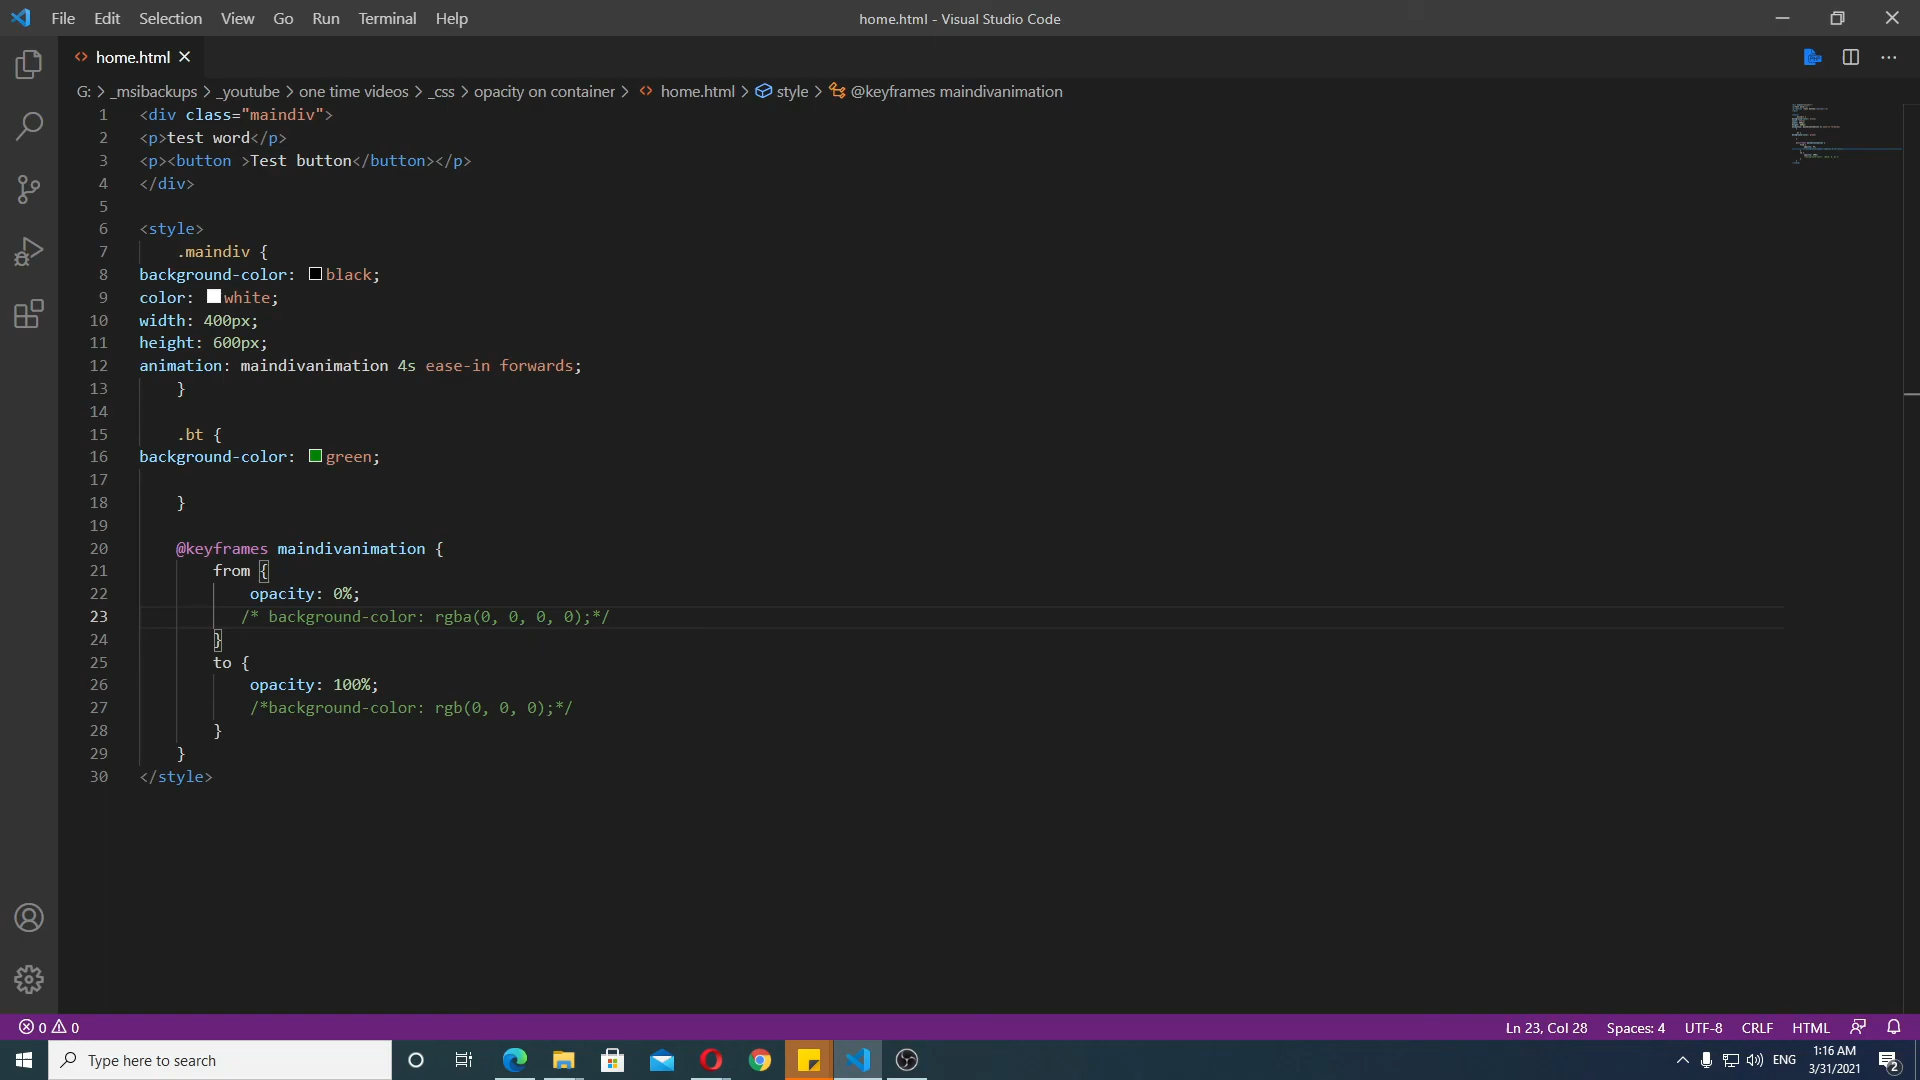 File Edit Selection View Go Run Terminal Help
home.html - Visual Studio Code
home.html
G: > _msibackups > _youtube > one time videos > _css > opacity on container > home.html > style > @keyframes maindivanimation
1 <div class="maindiv">
2 <p>test word</p>
3 <p><button >Test button</button></p>
4 </div>
5
6 <style>
7     .maindiv {
8 background-color: black;
9 color: white;
10 width: 400px;
11 height: 600px;
12 animation: maindivanimation 4s ease-in forwards;
13     }
14
15     .bt {
16 background-color: green;
17
18     }
19
20     @keyframes maindivanimation {
21         from {
22             opacity: 0%;
23            /* background-color: rgba(0, 0, 0, 0);*/
24         }
25         to {
26             opacity: 100%;
27             /*background-color: rgb(0, 0, 0);*/
28         }
29     }
30 </style>
0 0
Ln 23, Col 28 Spaces: 4 UTF-8 CRLF HTML
Type here to search
ENG
1:16 AM
3/31/2021
2